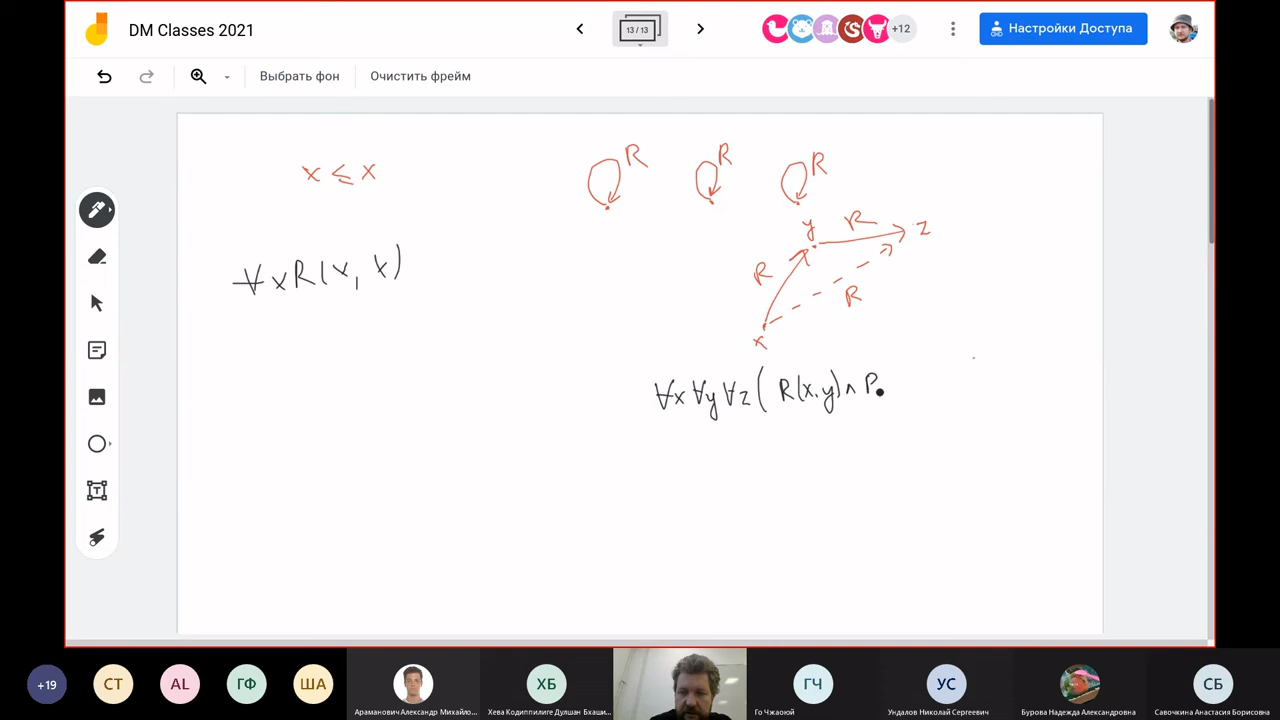 DM Classes 2021
13 / 13
+12
Настройки Доступа
Выбрать фон
Очистить фрейм
x ≤ x
R
R
R
y
R
z
R
R
x
∀xR(x, x)
∀x ∀y ∀z ( R(x,y) ∧ P
+19
СТ
AL
ГФ
ША
ХБ
ГЧ
УС
СБ
Араманович Александр Михайло...
Хева Кодиппилиге Дулшан Бхаши...
Го Чжаоюй
Ундалов Николай Сергеевич
Бурова Надежда Александровна
Савочкина Анастасия Борисовна